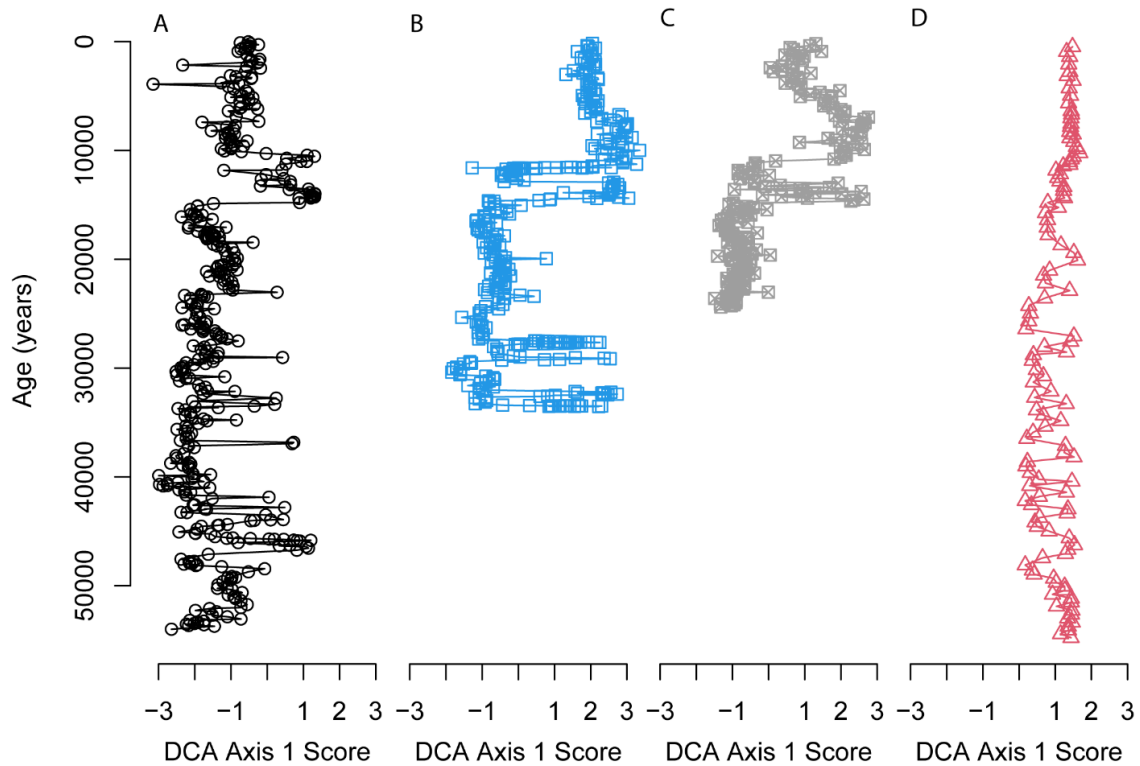 A B C D
0
10000
20000
30000
40000
50000
Age (years)
−3 −1 1 2 3 −3 −1 1 2 3 −3 −1 1 2 3 −3 −1 1 2 3
DCA Axis 1 Score DCA Axis 1 Score DCA Axis 1 Score DCA Axis 1 Score